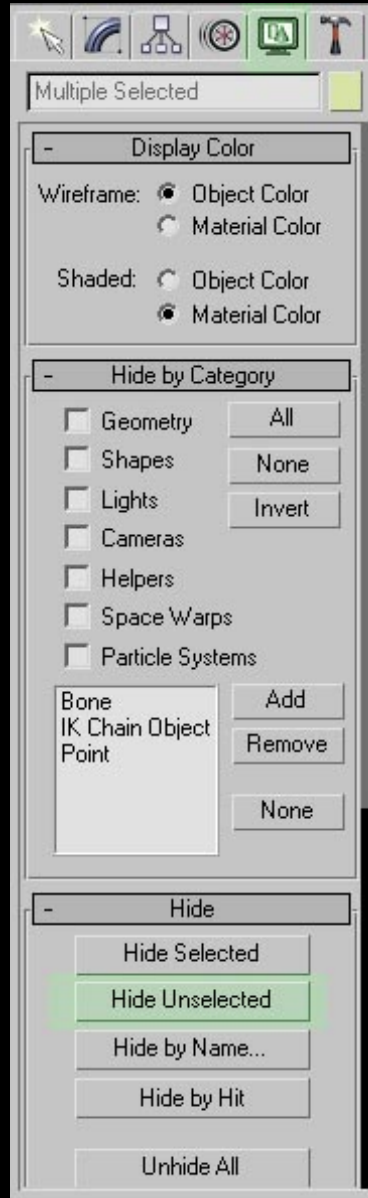 Multiple Selected
- Display Color
Wireframe: Object Color
Material Color
Shaded: Object Color
Material Color
- Hide by Category
Geometry All
Shapes None
Lights Invert
Cameras
Helpers
Space Warps
Particle Systems
Bone Add
IK Chain Object Remove
Point
None
- Hide
Hide Selected
Hide Unselected
Hide by Name...
Hide by Hit
Unhide All